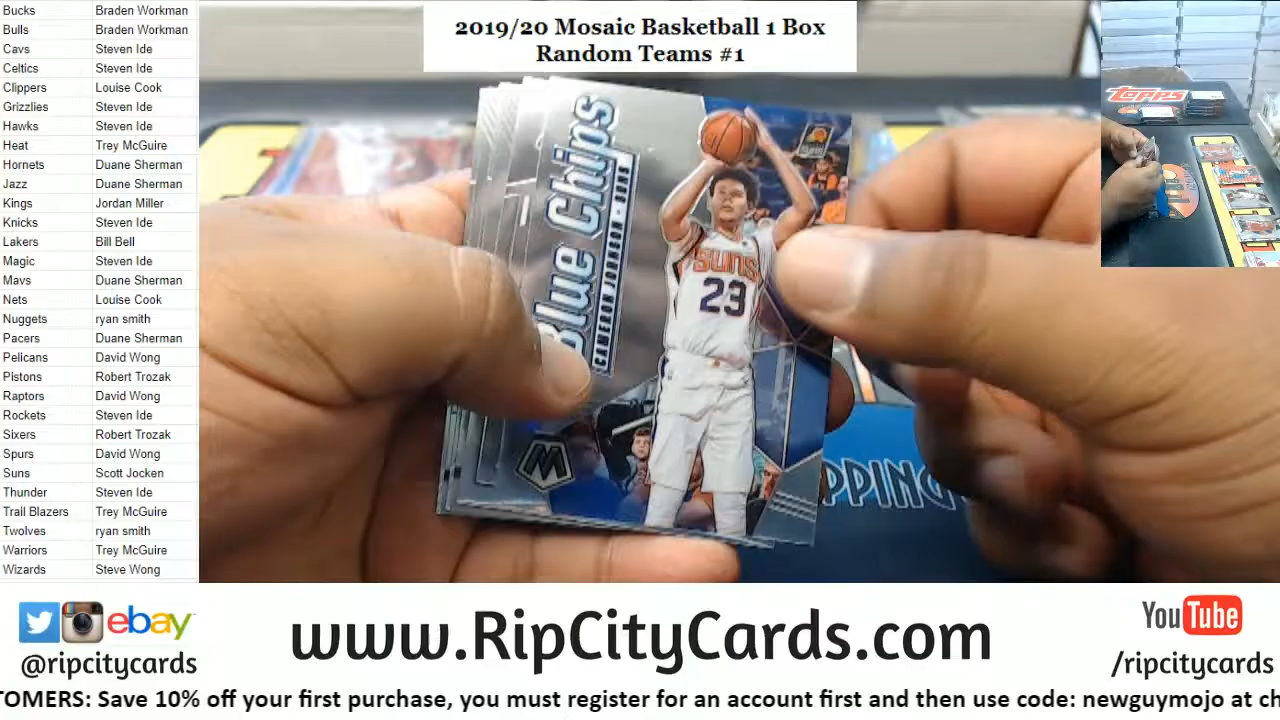 2019/20 Mosaic Basketball 1 Box
Random Teams #1
Bucks Braden Workman
Bulls Braden Workman
Cavs Steven Ide
Celtics Steven Ide
Clippers Louise Cook
Grizzlies Steven Ide
Hawks Steven Ide
Heat Trey McGuire
Hornets Duane Sherman
Jazz Duane Sherman
Kings Jordan Miller
Knicks Steven Ide
Lakers Bill Bell
Magic Steven Ide
Mavs Duane Sherman
Nets Louise Cook
Nuggets ryan smith
Pacers Duane Sherman
Pelicans David Wong
Pistons Robert Trozak
Raptors David Wong
Rockets Steven Ide
Sixers Robert Trozak
Spurs David Wong
Suns Scott Jocken
Thunder Steven Ide
Trail Blazers Trey McGuire
Twolves ryan smith
Warriors Trey McGuire
Wizards Steve Wong
Blue Chips
CAMERON JOHNSON - SUNS
SUNS
23
M
PPING
Topps
ebay
@ripcitycards
www.RipCityCards.com
YouTube
/ripcitycards
TOMERS: Save 10% off your first purchase, you must register for an account first and then use code: newguymojo at ch